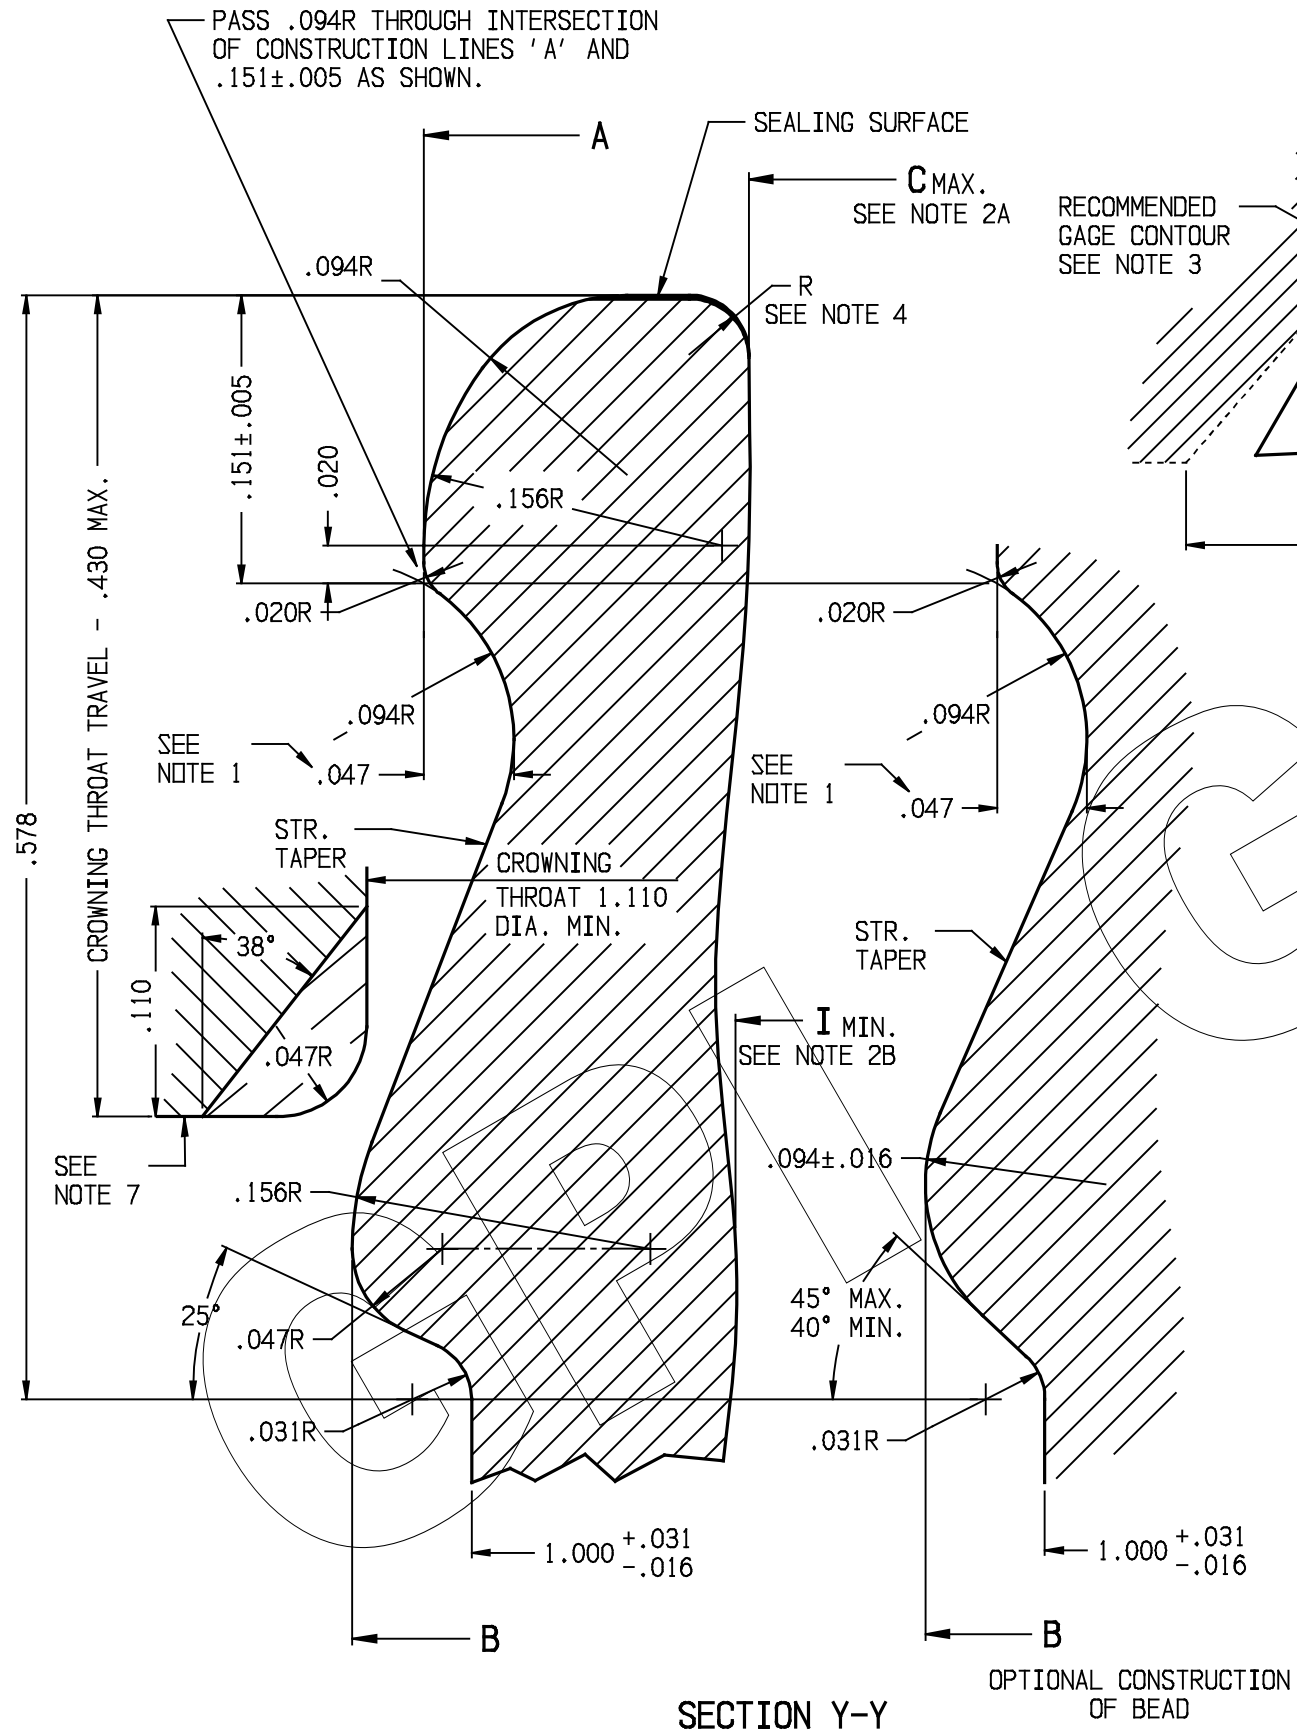 PASS .094R THROUGH INTERSECTION
OF CONSTRUCTION LINES 'A' AND
.151±.005 AS SHOWN.
A
SEALING SURFACE
C MAX.
SEE NOTE 2A
RECOMMENDED
GAGE CONTOUR
SEE NOTE 3
.094R
R
SEE NOTE 4
.151±.005
.020
.156R
CROWNING THROAT TRAVEL - .430 MAX.
.578
.020R
.020R
.094R
.094R
SEE
NOTE 1
.047
SEE
NOTE 1
.047
STR.
TAPER
CROWNING
THROAT 1.110
DIA. MIN.
38°
.110
.047R
STR.
TAPER
I MIN.
SEE NOTE 2B
SEE
NOTE 7
.156R
.094±.016
25°
.047R
45° MAX.
40° MIN.
.031R
.031R
1.000 +.031
-.016
1.000 +.031
-.016
B
B
OPTIONAL CONSTRUCTION
OF BEAD
SECTION Y-Y